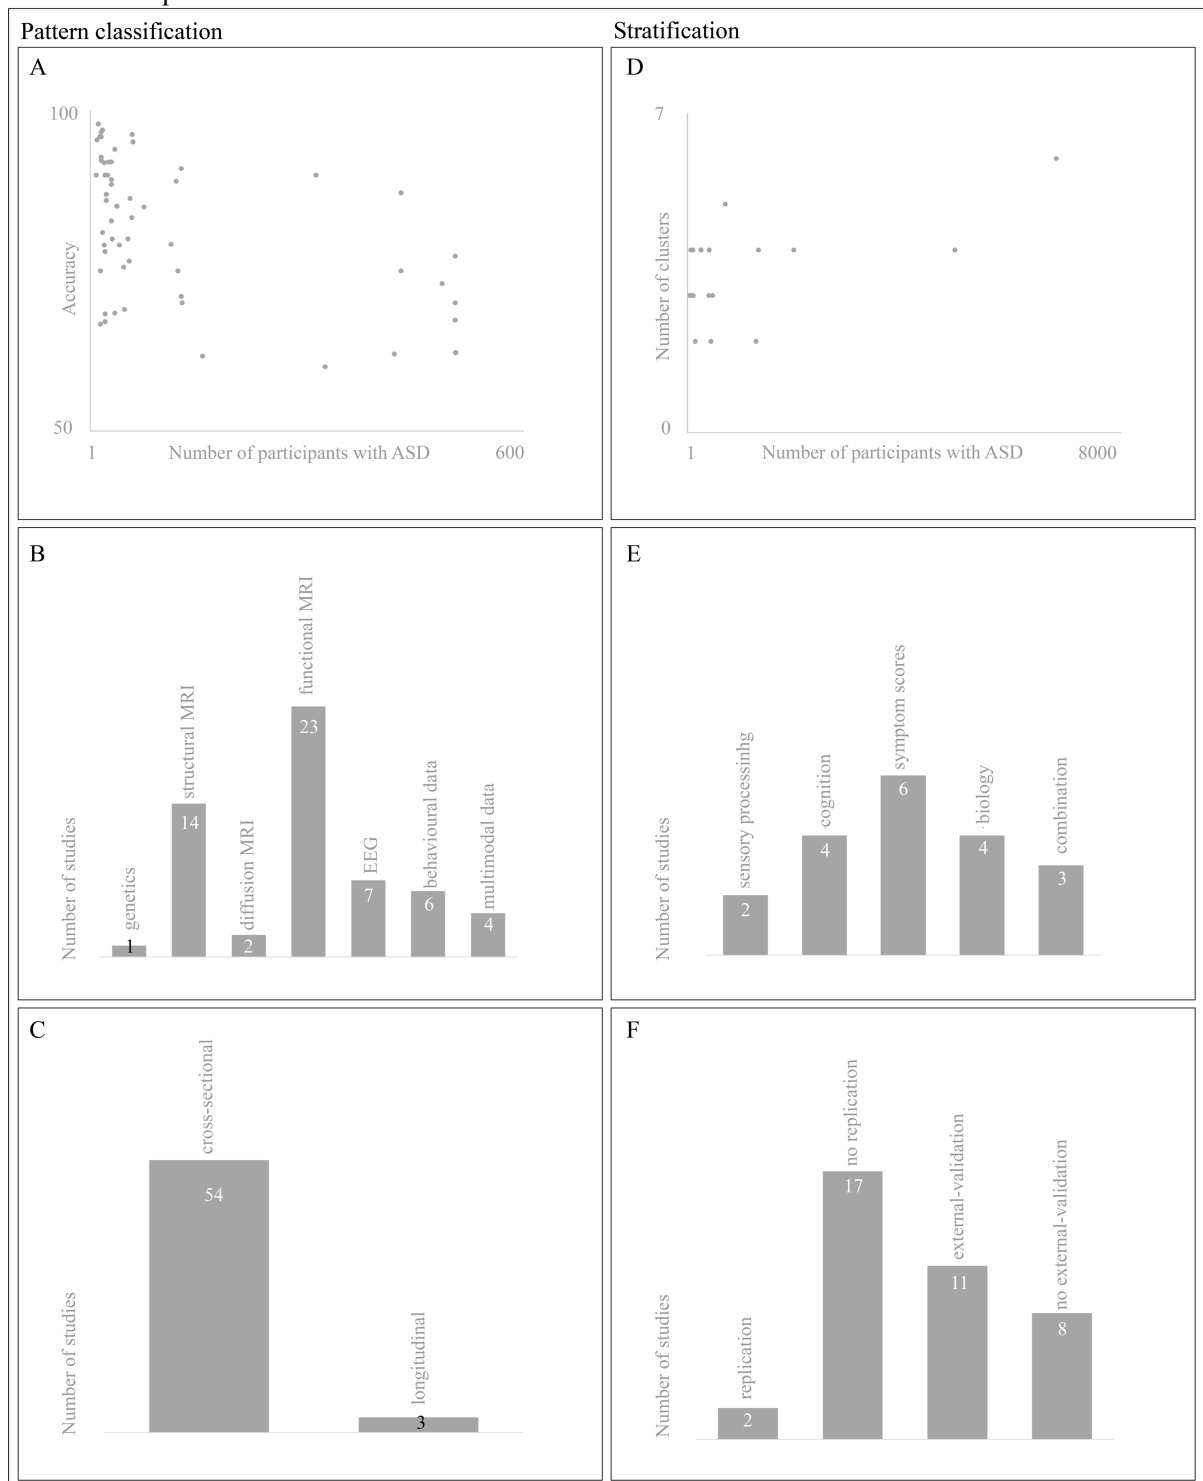 Pattern classification
A
100
Accuracy
50
1
Number of participants with ASD
600
B
Number of studies
genetics
1
structural MRI
14
diffusion MRI
2
functional MRI
23
EEG
7
behavioural data
6
multimodal data
4
C
Number of studies
cross-sectional
54
longitudinal
3
Stratification
D
7
Number of clusters
0
1
Number of participants with ASD
8000
E
Number of studies
sensory processinhg
2
cognition
4
symptom scores
6
biology
4
combination
3
F
Number of studies
replication
2
no replication
17
external-validation
11
no external-validation
8